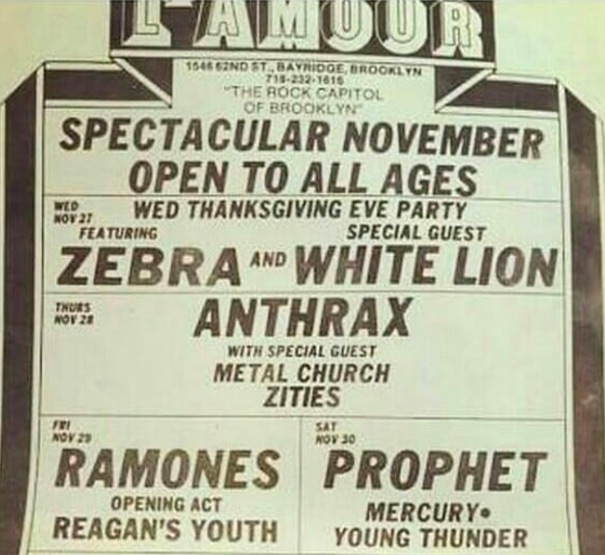 L'AMOUR
1546 62ND ST., BAYRIDGE, BROOKLYN
718-232-1615
"THE ROCK CAPITOL
OF BROOKLYN"
SPECTACULAR NOVEMBER
OPEN TO ALL AGES
WED
NOV 27
WED THANKSGIVING EVE PARTY
FEATURING SPECIAL GUEST
ZEBRA AND WHITE LION
THURS
NOV 28
ANTHRAX
WITH SPECIAL GUEST
METAL CHURCH
ZITIES
FRI
NOV 29
RAMONES
OPENING ACT
REAGAN'S YOUTH
SAT
NOV 30
PROPHET
MERCURY•
YOUNG THUNDER